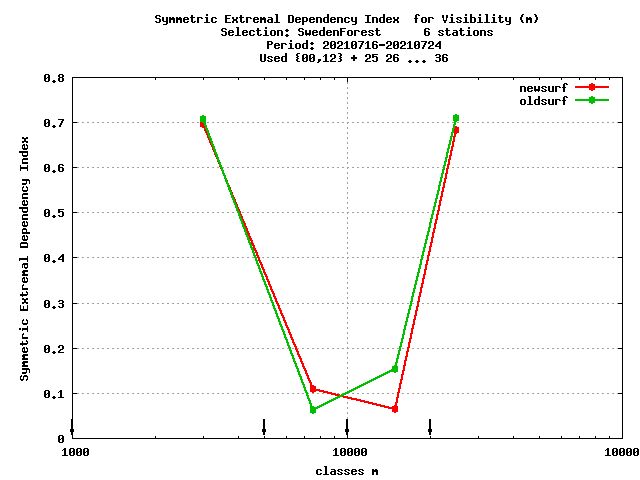 Symmetric Extremal Dependency Index  for Visibility (m)
Selection: SwedenForest      6 stations
Period: 20210716-20210724
Used {00,12} + 25 26 ... 36
newsurf
oldsurf
0.8
0.7
0.6
0.5
0.4
0.3
0.2
0.1
0
Symmetric Extremal Dependency Index
1000
10000
10000
classes m